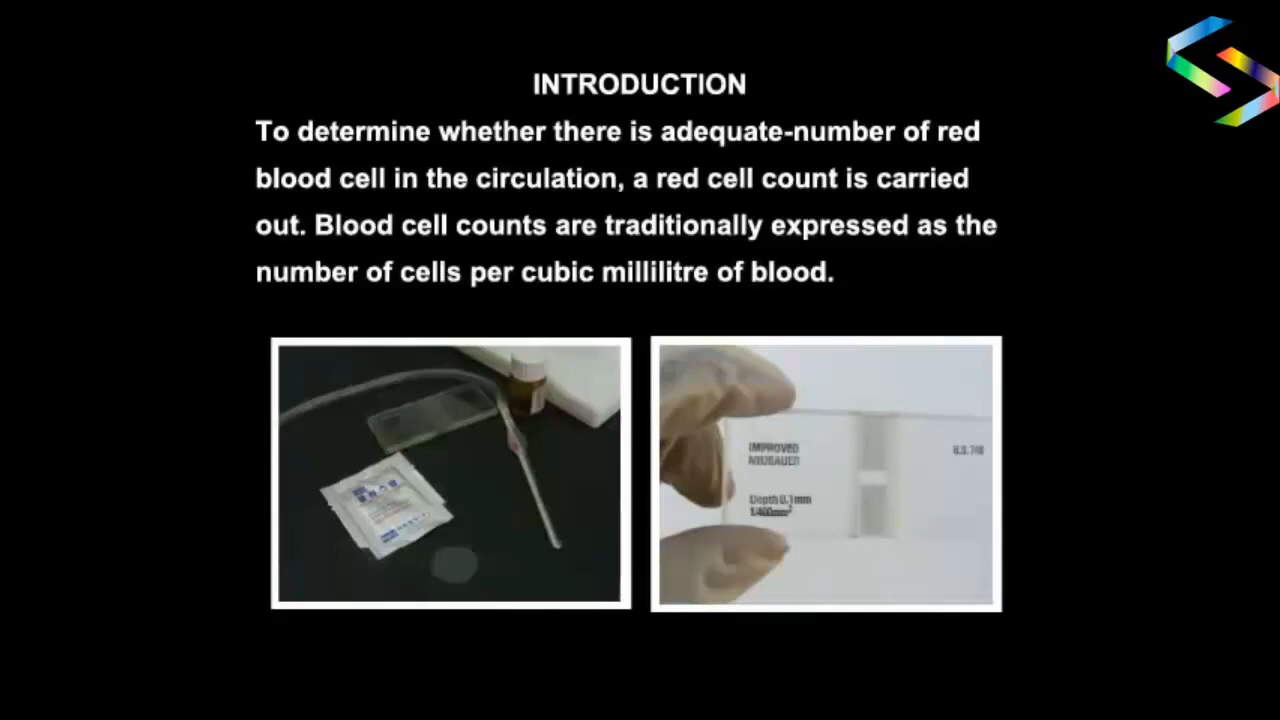 INTRODUCTION
To determine whether there is adequate-number of red
blood cell in the circulation, a red cell count is carried
out. Blood cell counts are traditionally expressed as the
number of cells per cubic millilitre of blood.
IMPROVED
NEUBAUER
Depth 0.1mm
1/400mm²